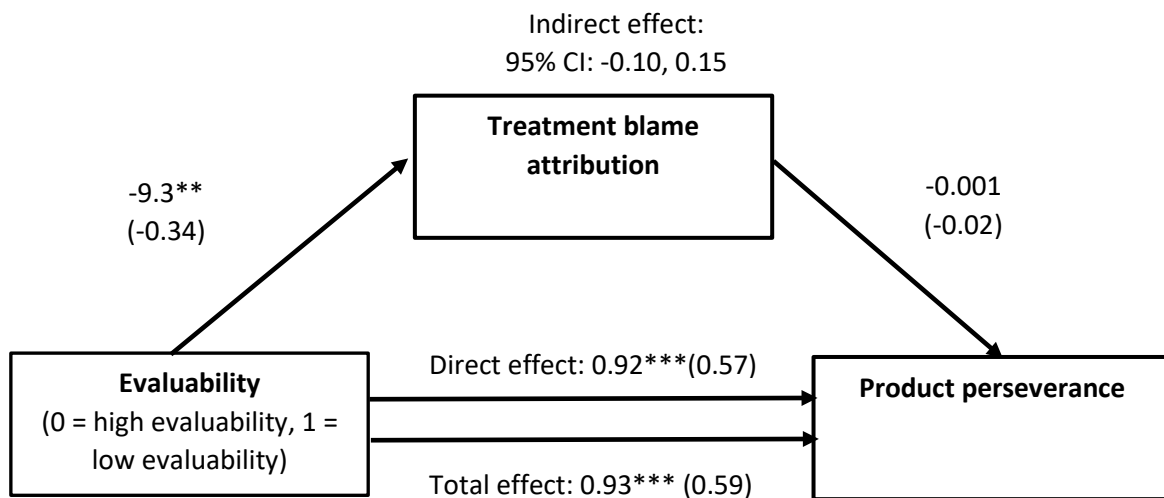 Indirect effect:
95% CI: -0.10, 0.15
Treatment blame
attribution
-9.3**
(-0.34)
-0.001
(-0.02)
Evaluability
(0 = high evaluability, 1 =
low evaluability)
Direct effect: 0.92***(0.57)
Product perseverance
Total effect: 0.93*** (0.59)